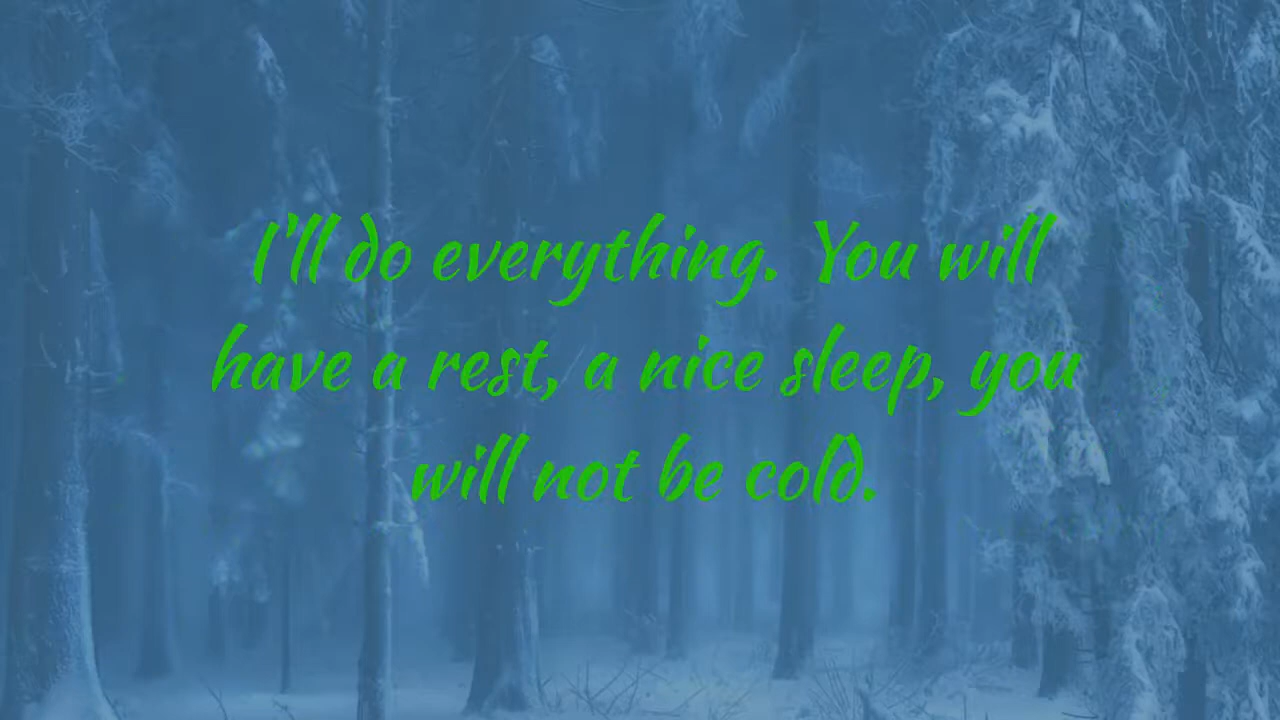 I'll do everything. You will
have a rest, a nice sleep, you
will not be cold.